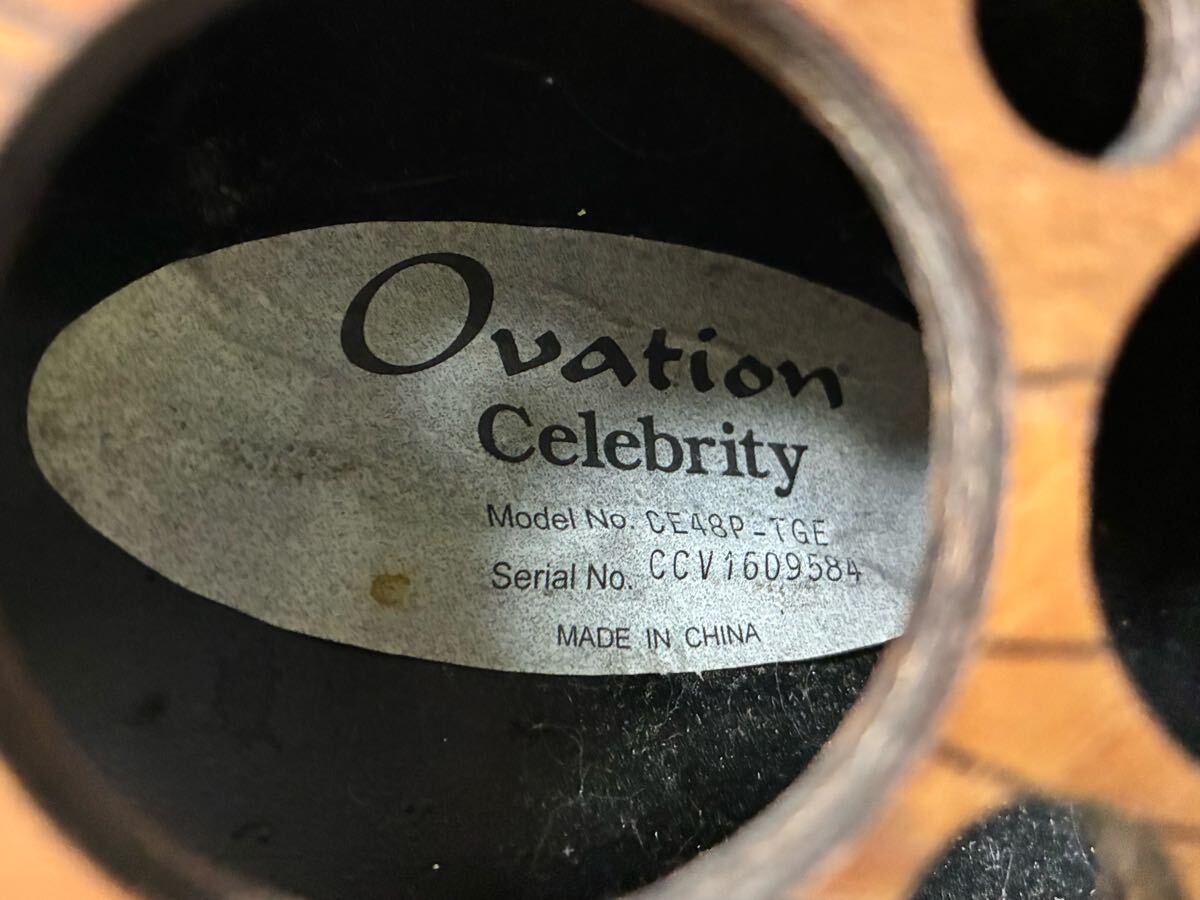 Ovation
Celebrity
Model No. CE48P-TGE
Serial No. CCV1609584
MADE IN CHINA